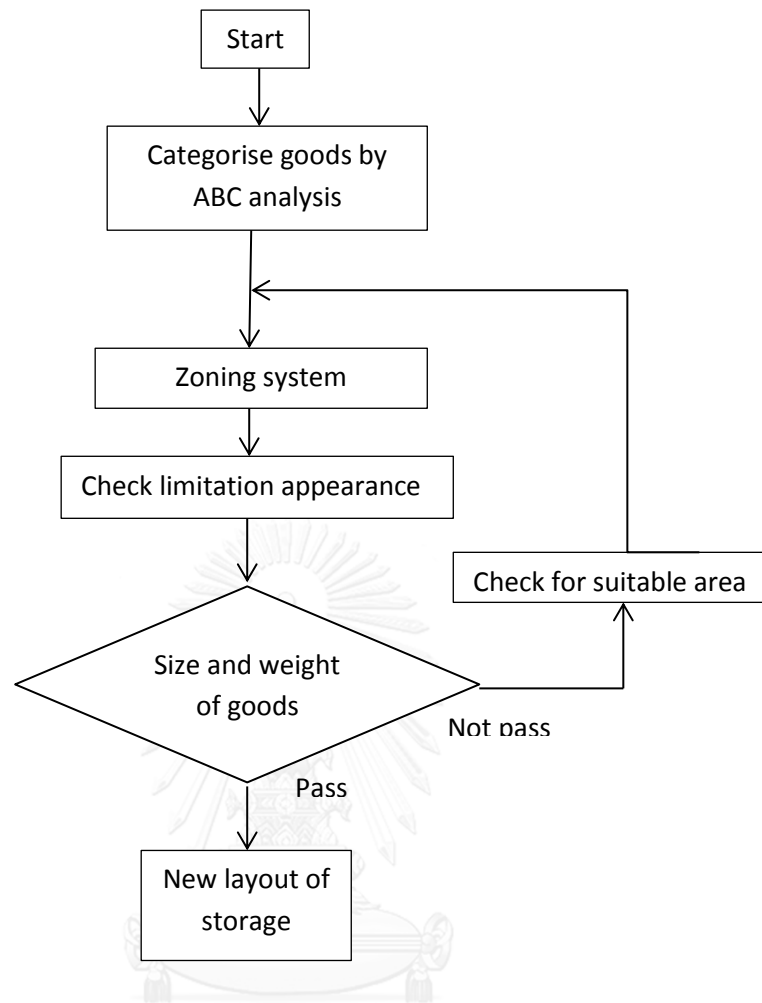 Start
Categorise goods by
ABC analysis
Zoning system
Check limitation appearance
Check for suitable area
Size and weight
of goods
Not pass
Pass
New layout of
storage